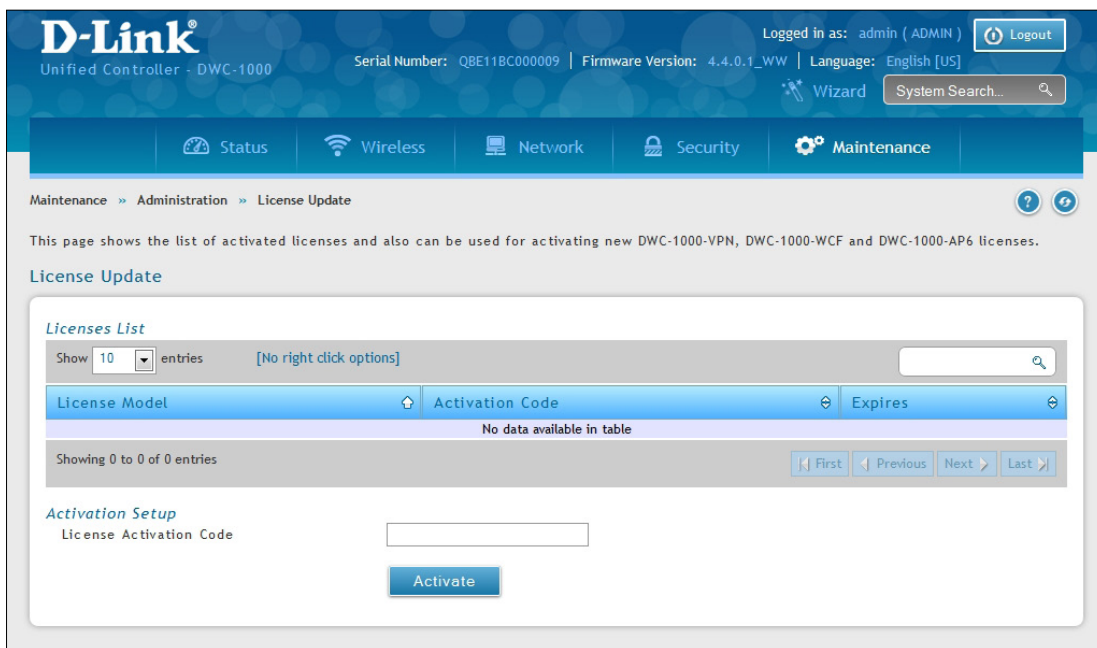 D-Link®
Logged in as: admin ( ADMIN ) Logout
Unified Controller - DWC-1000
Serial Number: QBE11BC000009 | Firmware Version: 4.4.0.1_WW | Language: English [US]
Wizard System Search...
Status Wireless Network Security Maintenance
Maintenance » Administration » License Update
?
This page shows the list of activated licenses and also can be used for activating new DWC-1000-VPN, DWC-1000-WCF and DWC-1000-AP6 licenses.
License Update
Licenses List
Show 10 entries [No right click options]
License Model Activation Code Expires
No data available in table
Showing 0 to 0 of 0 entries First Previous Next Last
Activation Setup
License Activation Code
Activate